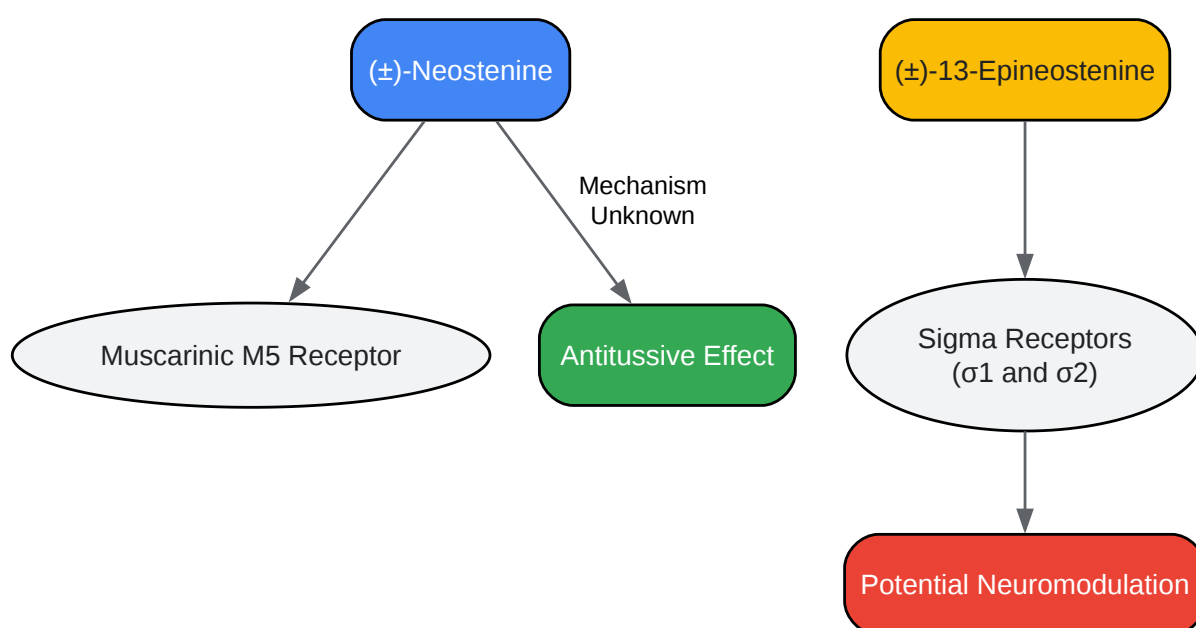 (±)-Neostenine
(±)-13-Epineostenine
Mechanism
Unknown
Muscarinic M5 Receptor
Antitussive Effect
Sigma Receptors
(σ1 and σ2)
Potential Neuromodulation